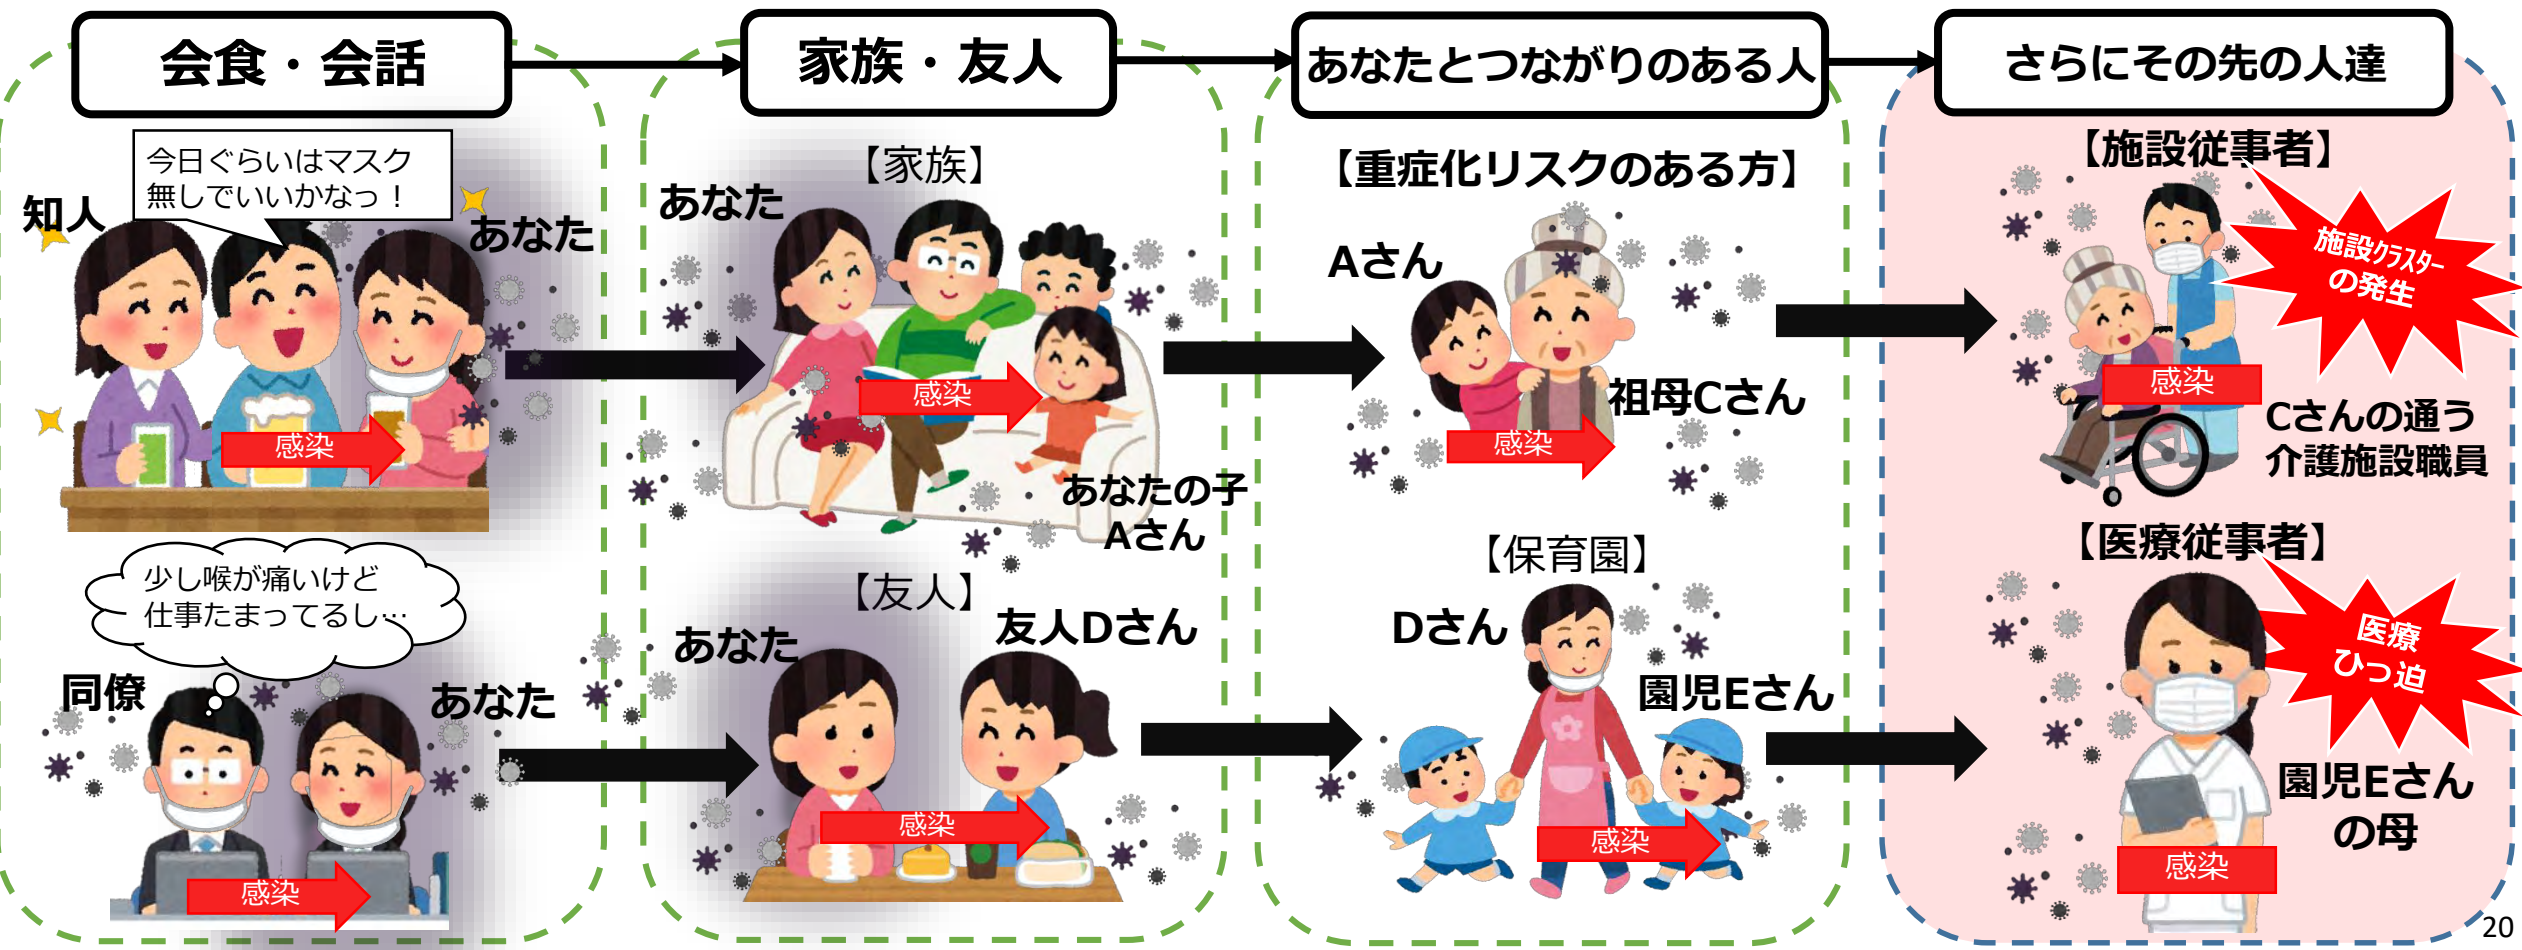 会食・会話
家族・友人
あなたとつながりのある人
さらにその先の人達
今日ぐらいはマスク
無しでいいかなっ！
知人
あなた
感染
少し喉が痛いけど
仕事たまってるし…
同僚
あなた
感染
【家族】
あなた
感染
あなたの子
Aさん
【友人】
あなた
友人Dさん
感染
【重症化リスクのある方】
Aさん
祖母Cさん
感染
【保育園】
Dさん
園児Eさん
感染
【施設従事者】
施設クラスター
の発生
感染
Cさんの通う
介護施設職員
【医療従事者】
医療
ひっ迫
園児Eさん
の母
感染
20